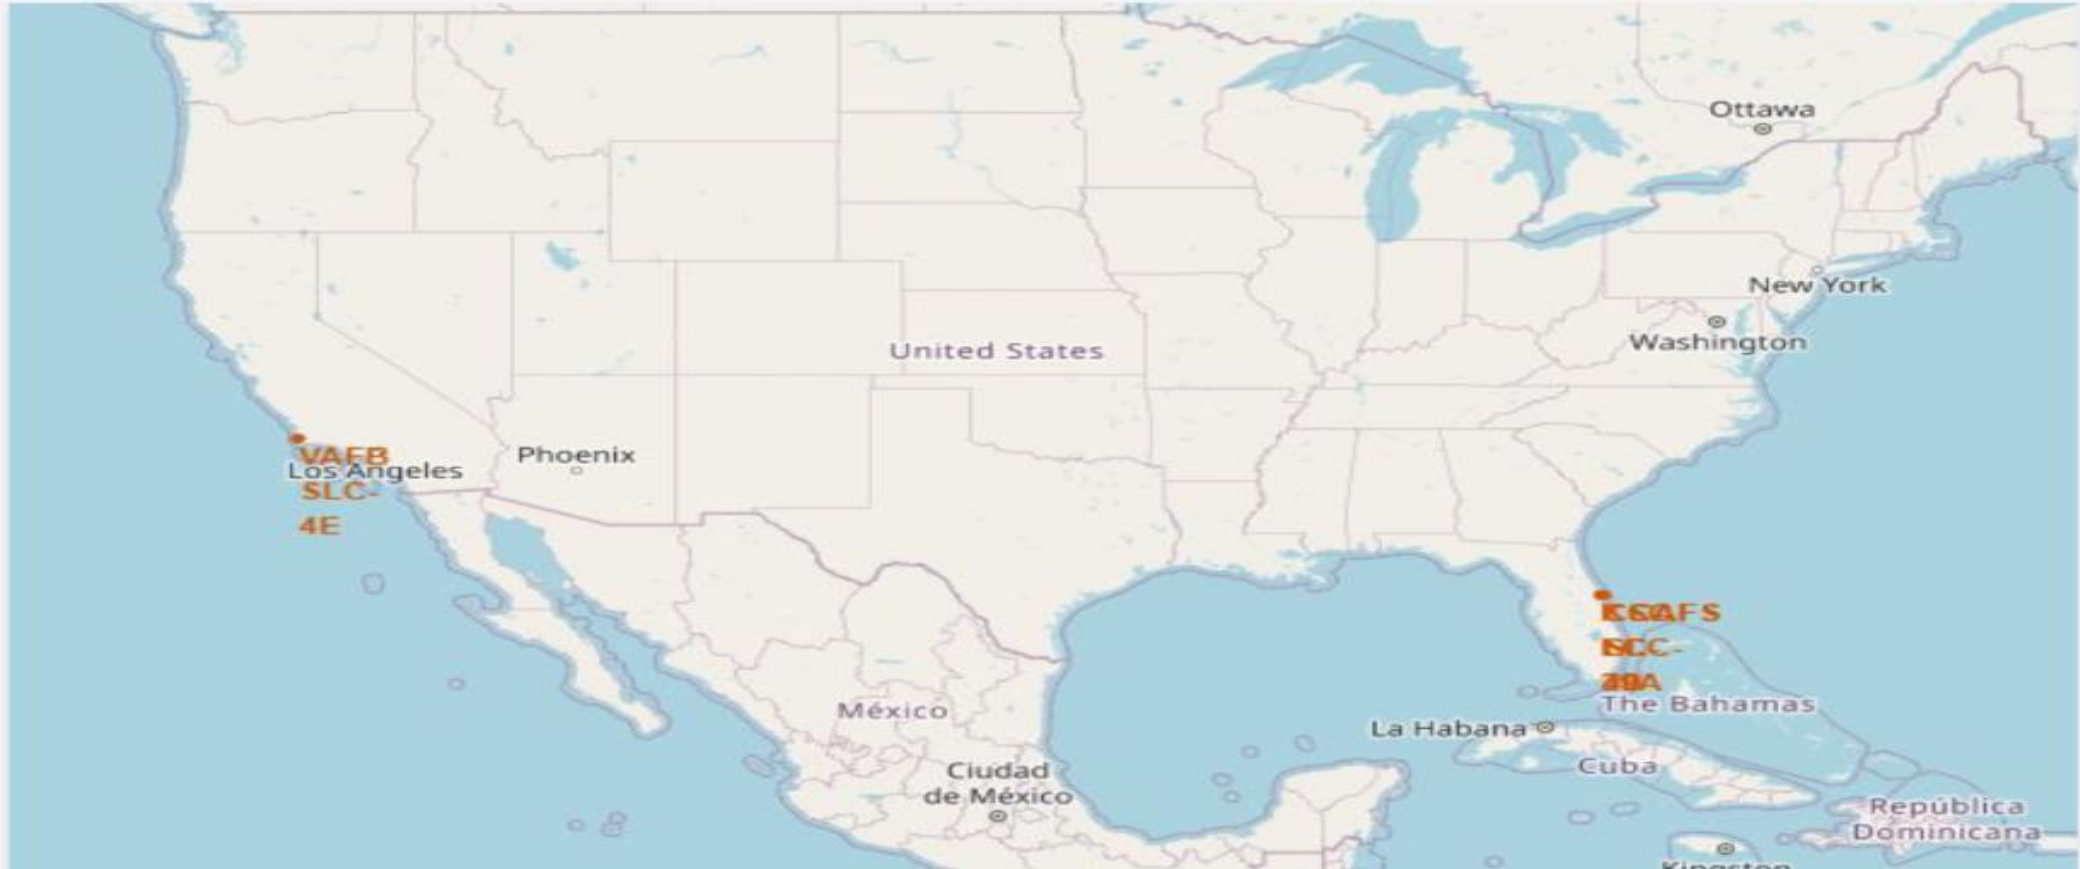 Ottawa
New York
Washington
United States
Phoenix
VAFB
Los Angeles
SLC-
4E
The Bahamas
México
La Habana
Cuba
Ciudad
de México
República
Dominicana
Kingston